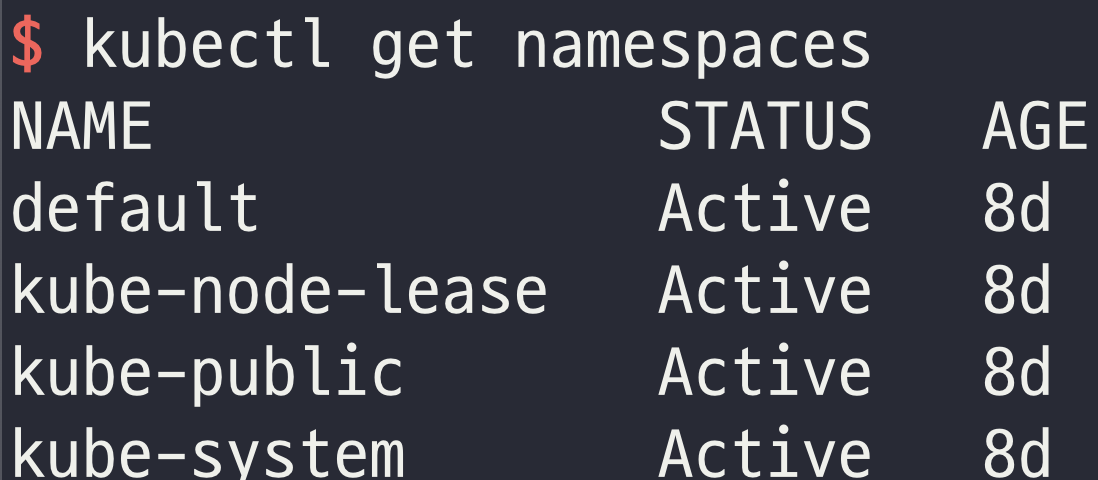 $ kubectl get namespaces
NAME STATUS AGE
default Active 8d
kube-node-lease Active 8d
kube-public Active 8d
kube-system Active 8d